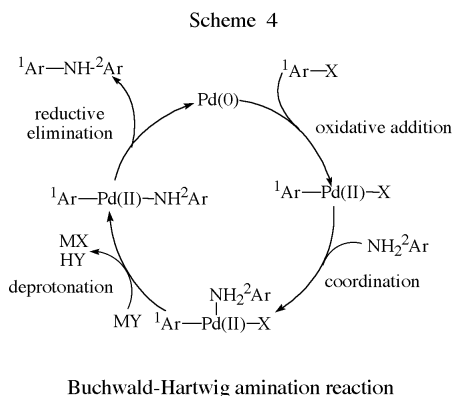 Scheme 4
¹Ar—NH-²Ar
¹Ar—X
Pd(0)
reductive
elimination
oxidative addition
¹Ar—Pd(II)—NH²Ar
¹Ar—Pd(II)—X
MX
HY
NH₂²Ar
deprotonation
coordination
NH₂²Ar
MY
¹Ar—Pd(II)—X
Buchwald-Hartwig amination reaction